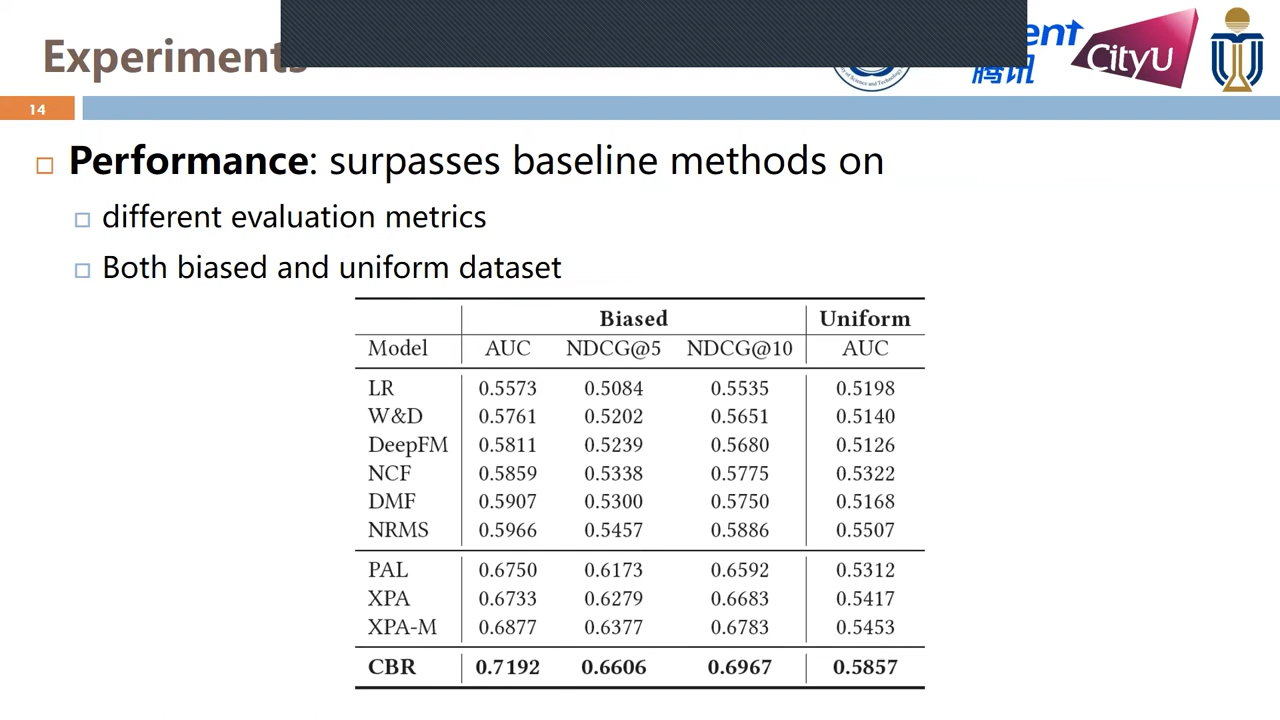 Experiments
ent
腾讯
CityU
of Science and Technology
14
Performance: surpasses baseline methods on
different evaluation metrics
Both biased and uniform dataset
Biased Uniform
Model AUC NDCG@5 NDCG@10 AUC
LR 0.5573 0.5084 0.5535 0.5198
W&D 0.5761 0.5202 0.5651 0.5140
DeepFM 0.5811 0.5239 0.5680 0.5126
NCF 0.5859 0.5338 0.5775 0.5322
DMF 0.5907 0.5300 0.5750 0.5168
NRMS 0.5966 0.5457 0.5886 0.5507
PAL 0.6750 0.6173 0.6592 0.5312
XPA 0.6733 0.6279 0.6683 0.5417
XPA-M 0.6877 0.6377 0.6783 0.5453
CBR 0.7192 0.6606 0.6967 0.5857